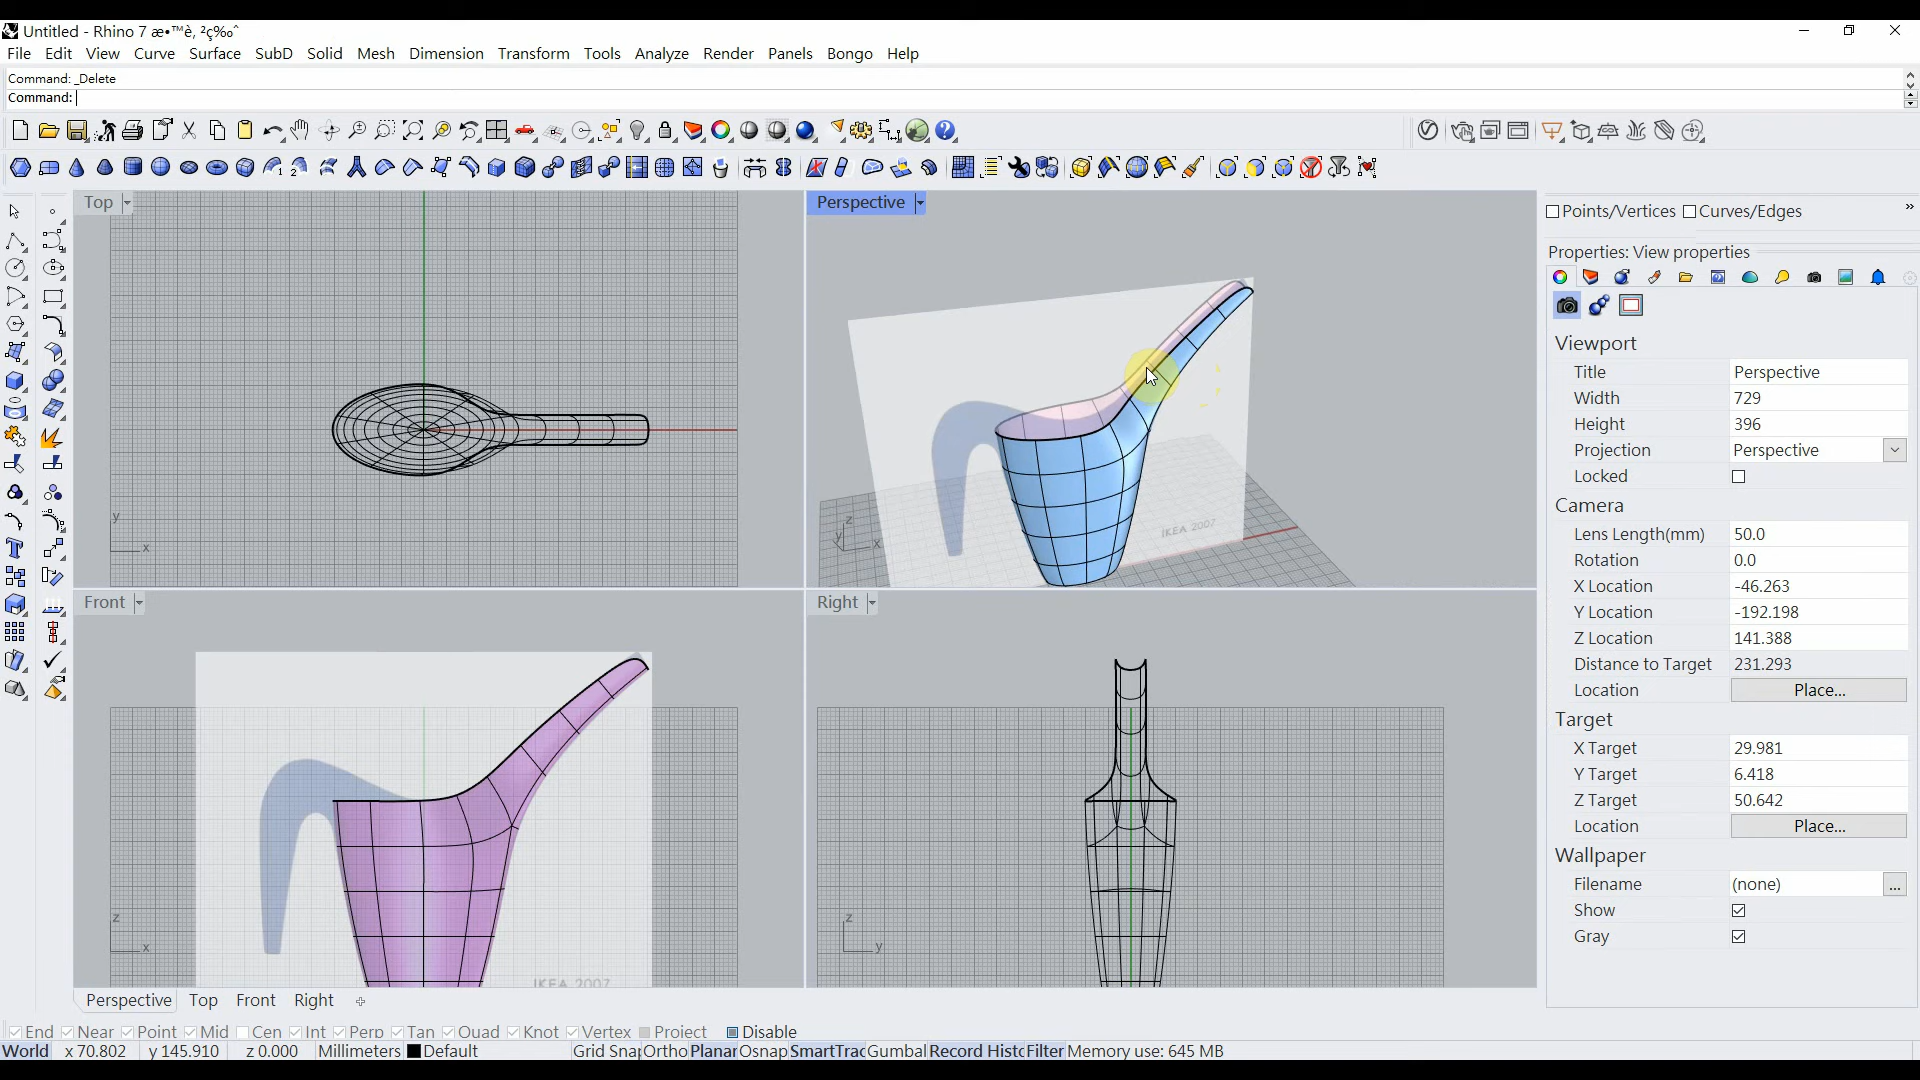 Untitled - Rhino 7 æ•™è‚²ç‰ˆ
File Edit View Curve Surface SubD Solid Mesh Dimension Transform Tools Analyze Render Panels Bongo Help
Command: _Delete
Command:
Top
Perspective
Points/Vertices Curves/Edges »
Properties: View properties
Viewport
Title Perspective
Width 729
Height 396
Projection Perspective
Locked
Camera
Lens Length(mm) 50.0
Rotation 0.0
X Location -46.263
Y Location -192.198
Z Location 141.388
Distance to Target 231.293
Location Place...
Target
X Target 29.981
Y Target 6.418
Z Target 50.642
Location Place...
Wallpaper
Filename (none) ...
Show
Gray
y x
z y x
IKEA 2007
Front
Right
z x
IKEA 2007
z y
Perspective Top Front Right
End Near Point Mid Cen Int Perp Tan Quad Knot Vertex Project Disable
World x 70.802 y 145.910 z 0.000 Millimeters Default Grid Sna Ortho Planar Osnap SmartTrac Gumbal Record Histo Filter Memory use: 645 MB